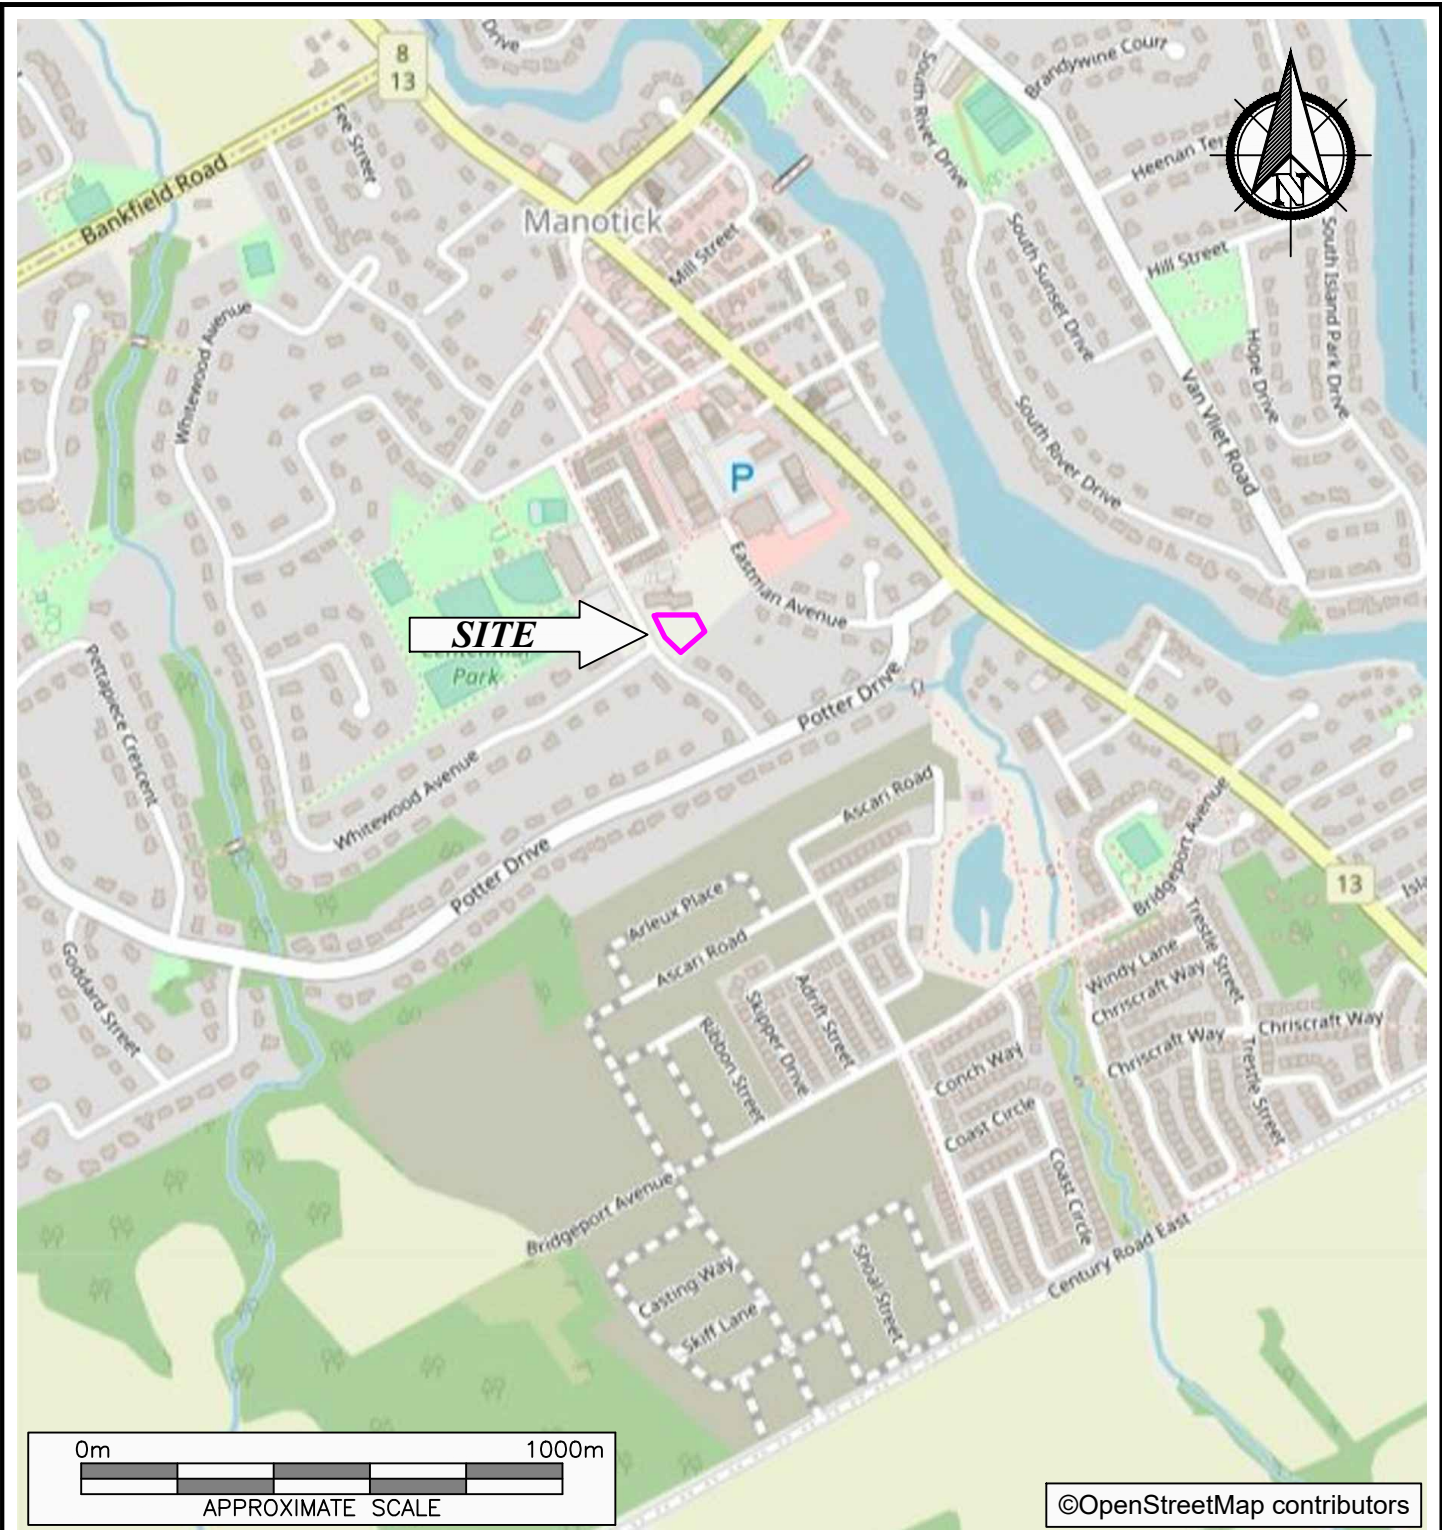 Drive
8
13
Brandywine Court
South River Drive
Fee Street
Heenan Ter
N
Bankfield Road
Manotick
South Sunset Drive
South Island Park Drive
Mill Street
Hill Street
Whitewood Avenue
Hope Drive
Van Vliet Road
South River Drive
P
Eastman Avenue
SITE
Park
Pettapiece Crescent
Potter Drive
Whitewood Avenue
Ascari Road
Bridgeport Avenue
Potter Drive
13
Isla
Arleux Place
Trestle Street
Ascari Road
Windy Lane
Goddard Street
Adrift Street
Skipper Drive
Chriscraft Way
Chriscraft Way
Ribbon Street
Chriscraft Way
Conch Way
Trestle Street
Coast Circle
Coast Circle
Bridgeport Avenue
Century Road East
Casting Way
Shoal Street
Skiff Lane
0m 1000m
APPROXIMATE SCALE
©OpenStreetMap contributors